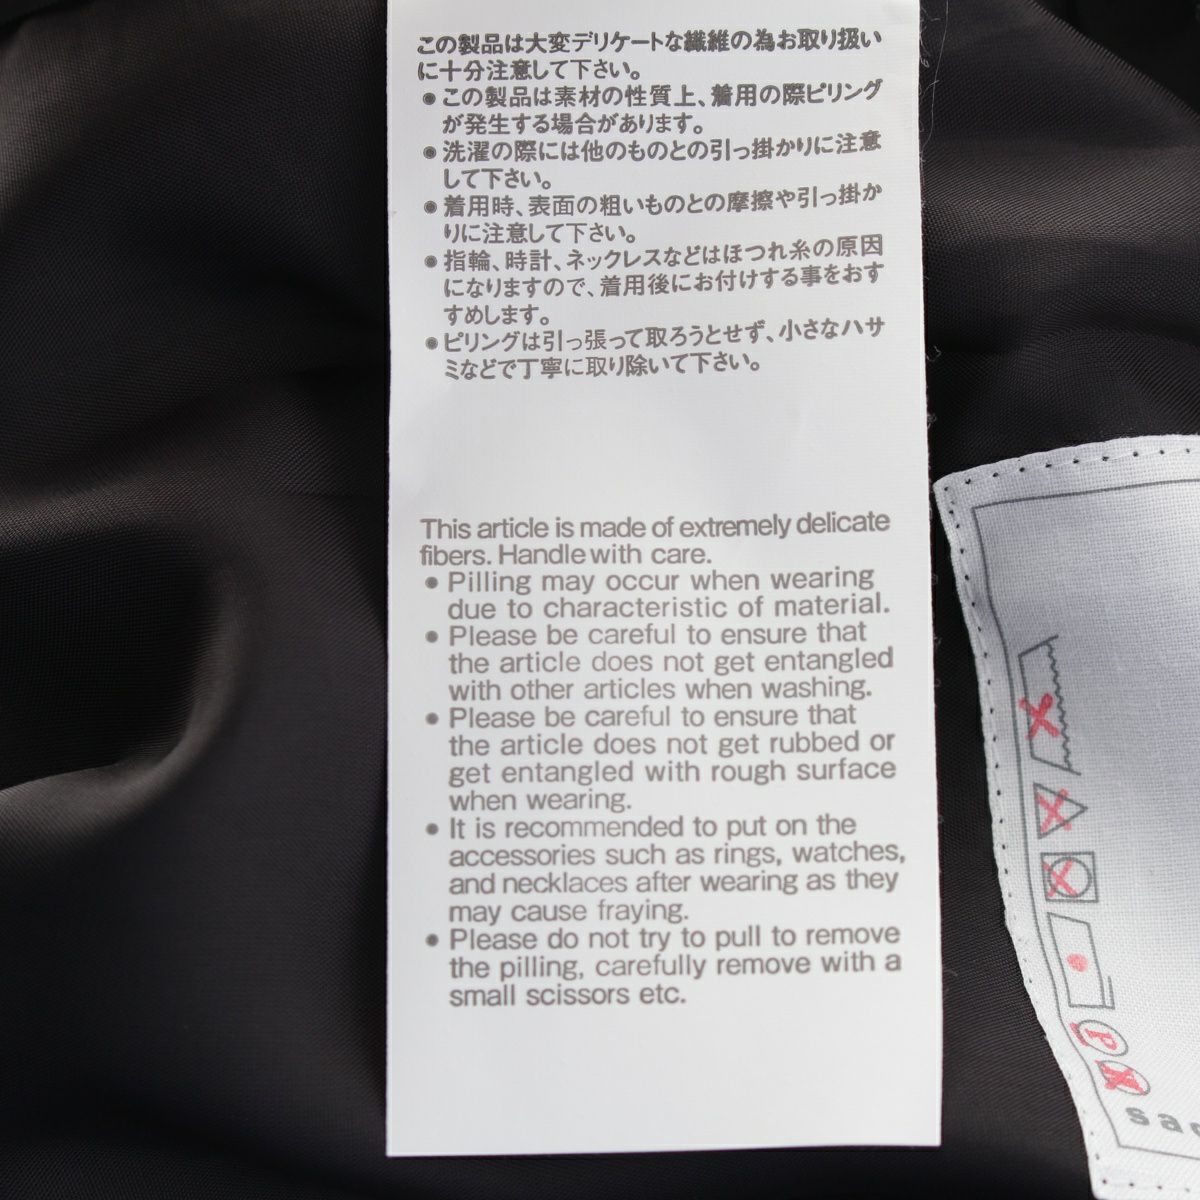 この製品は大変デリケートな繊維の為お取り扱い
に十分注意して下さい。
●この製品は素材の性質上、着用の際ピリング
が発生する場合があります。
●洗濯の際には他のものとの引っ掛かりに注意
して下さい。
●着用時、表面の粗いものとの摩擦や引っ掛か
りに注意して下さい。
●指輪、時計、ネックレスなどはほつれ糸の原因
になりますので、着用後にお付けする事をおす
すめします。
●ピリングは引っ張って取ろうとせず、小さなハサ
ミなどで丁寧に取り除いて下さい。
This article is made of extremely delicate
fibers. Handle with care.
● Pilling may occur when wearing
due to characteristic of material.
● Please be careful to ensure that
the article does not get entangled
with other articles when washing.
● Please be careful to ensure that
the article does not get rubbed or
get entangled with rough surface
when wearing.
● It is recommended to put on the
accessories such as rings, watches,
and necklaces after wearing as they
may cause fraying.
● Please do not try to pull to remove
the pilling, carefully remove with a
small scissors etc.
P
sac